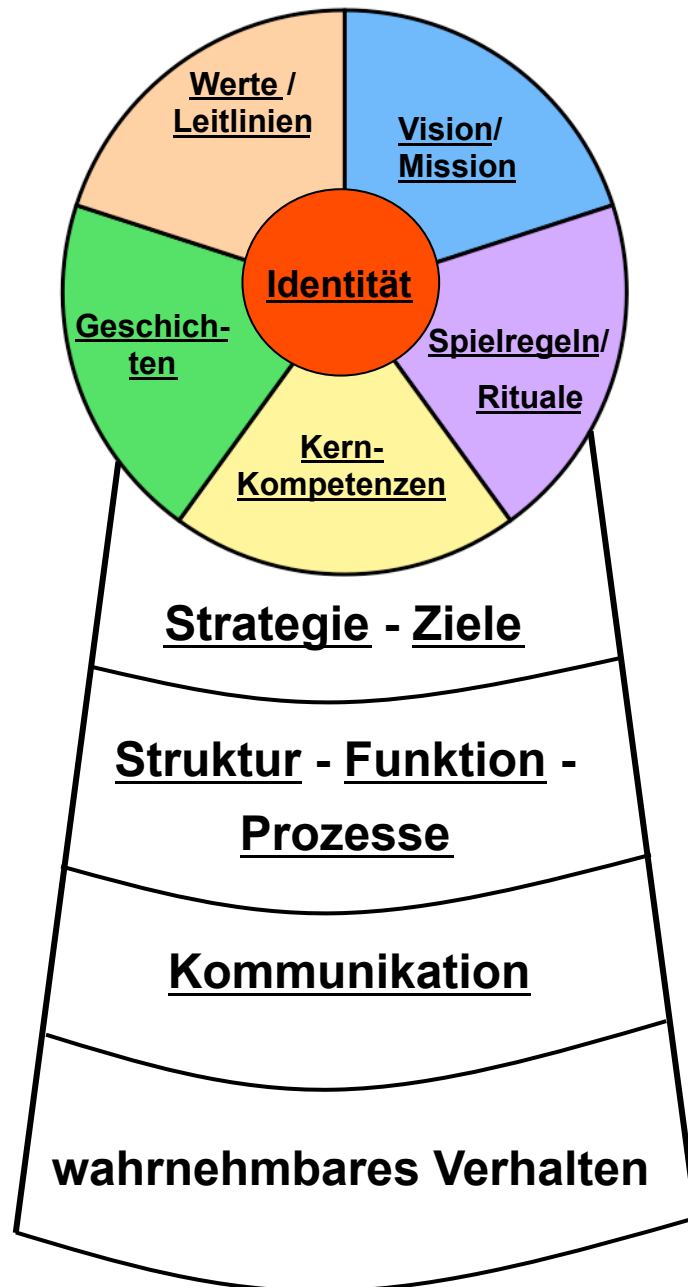 Werte /
Leitlinien
Vision/
Mission
Identität
Geschich-
ten
Spielregeln/
Rituale
Kern-
Kompetenzen
Strategie - Ziele
Struktur - Funktion -
Prozesse
Kommunikation
wahrnehmbares Verhalten